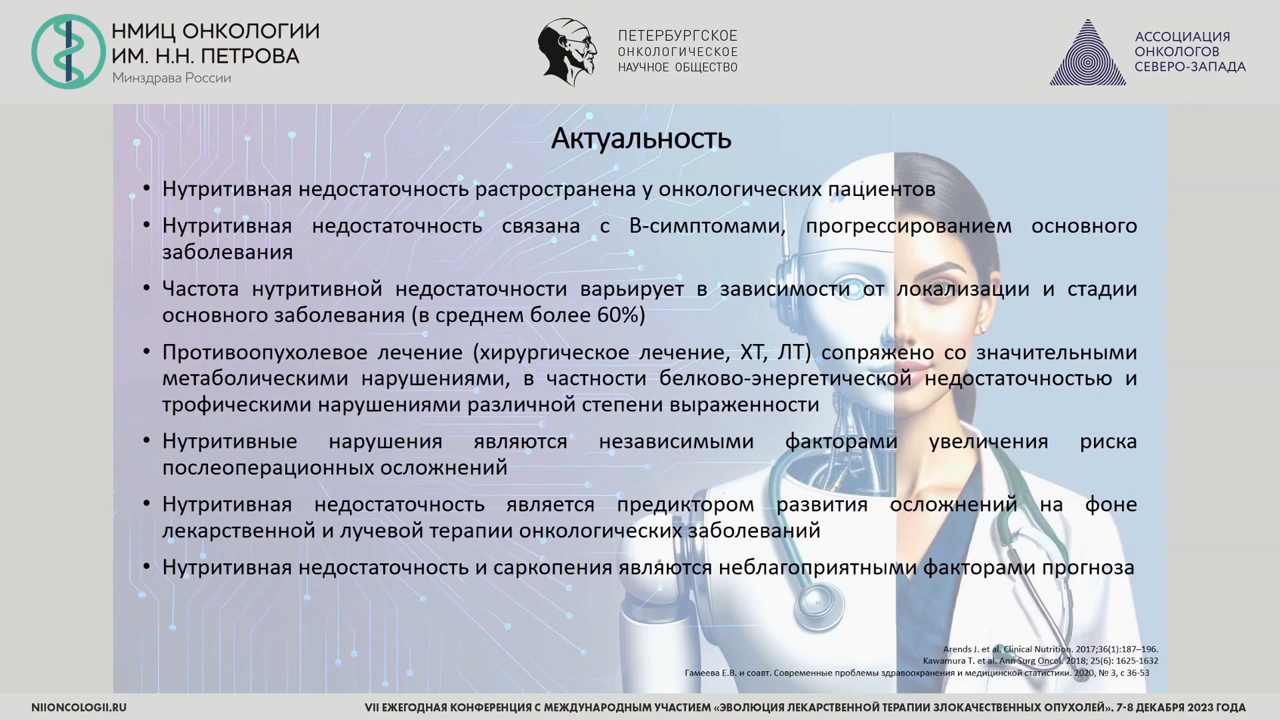 НМИЦ ОНКОЛОГИИ
ИМ. Н.Н. ПЕТРОВА
Минздрава России
ПЕТЕРБУРГСКОЕ
ОНКОЛОГИЧЕСКОЕ
НАУЧНОЕ ОБЩЕСТВО
АССОЦИАЦИЯ
ОНКОЛОГОВ
СЕВЕРО-ЗАПАДА
Актуальность
• Нутритивная недостаточность растространена у онкологических пациентов
• Нутритивная недостаточность связана с В-симптомами, прогрессированием основного
заболевания
• Частота нутритивной недостаточности варьирует в зависимости от локализации и стадии
основного заболевания (в среднем более 60%)
• Противоопухолевое лечение (хирургическое лечение, ХТ, ЛТ) сопряжено со значительными
метаболическими нарушениями, в частности белково-энергетической недостаточностью и
трофическими нарушениями различной степени выраженности
• Нутритивные нарушения являются независимыми факторами увеличения риска
послеоперационных осложнений
• Нутритивная недостаточность является предиктором развития осложнений на фоне
лекарственной и лучевой терапии онкологических заболеваний
• Нутритивная недостаточность и саркопения являются неблагоприятными факторами прогноза
Arends J. et al. Clinical Nutrition. 2017;36(1):187–196.
Kawamura T. et al. Ann Surg Oncol. 2018; 25(6): 1625-1632
Гамеева Е.В. и соавт. Современные проблемы здравоохранения и медицинской статистики. 2020, № 3, с 36-53
NIIONCOLOGII.RU
VII ЕЖЕГОДНАЯ КОНФЕРЕНЦИЯ С МЕЖДУНАРОДНЫМ УЧАСТИЕМ «ЭВОЛЮЦИЯ ЛЕКАРСТВЕННОЙ ТЕРАПИИ ЗЛОКАЧЕСТВЕННЫХ ОПУХОЛЕЙ». 7-8 ДЕКАБРЯ 2023 ГОДА